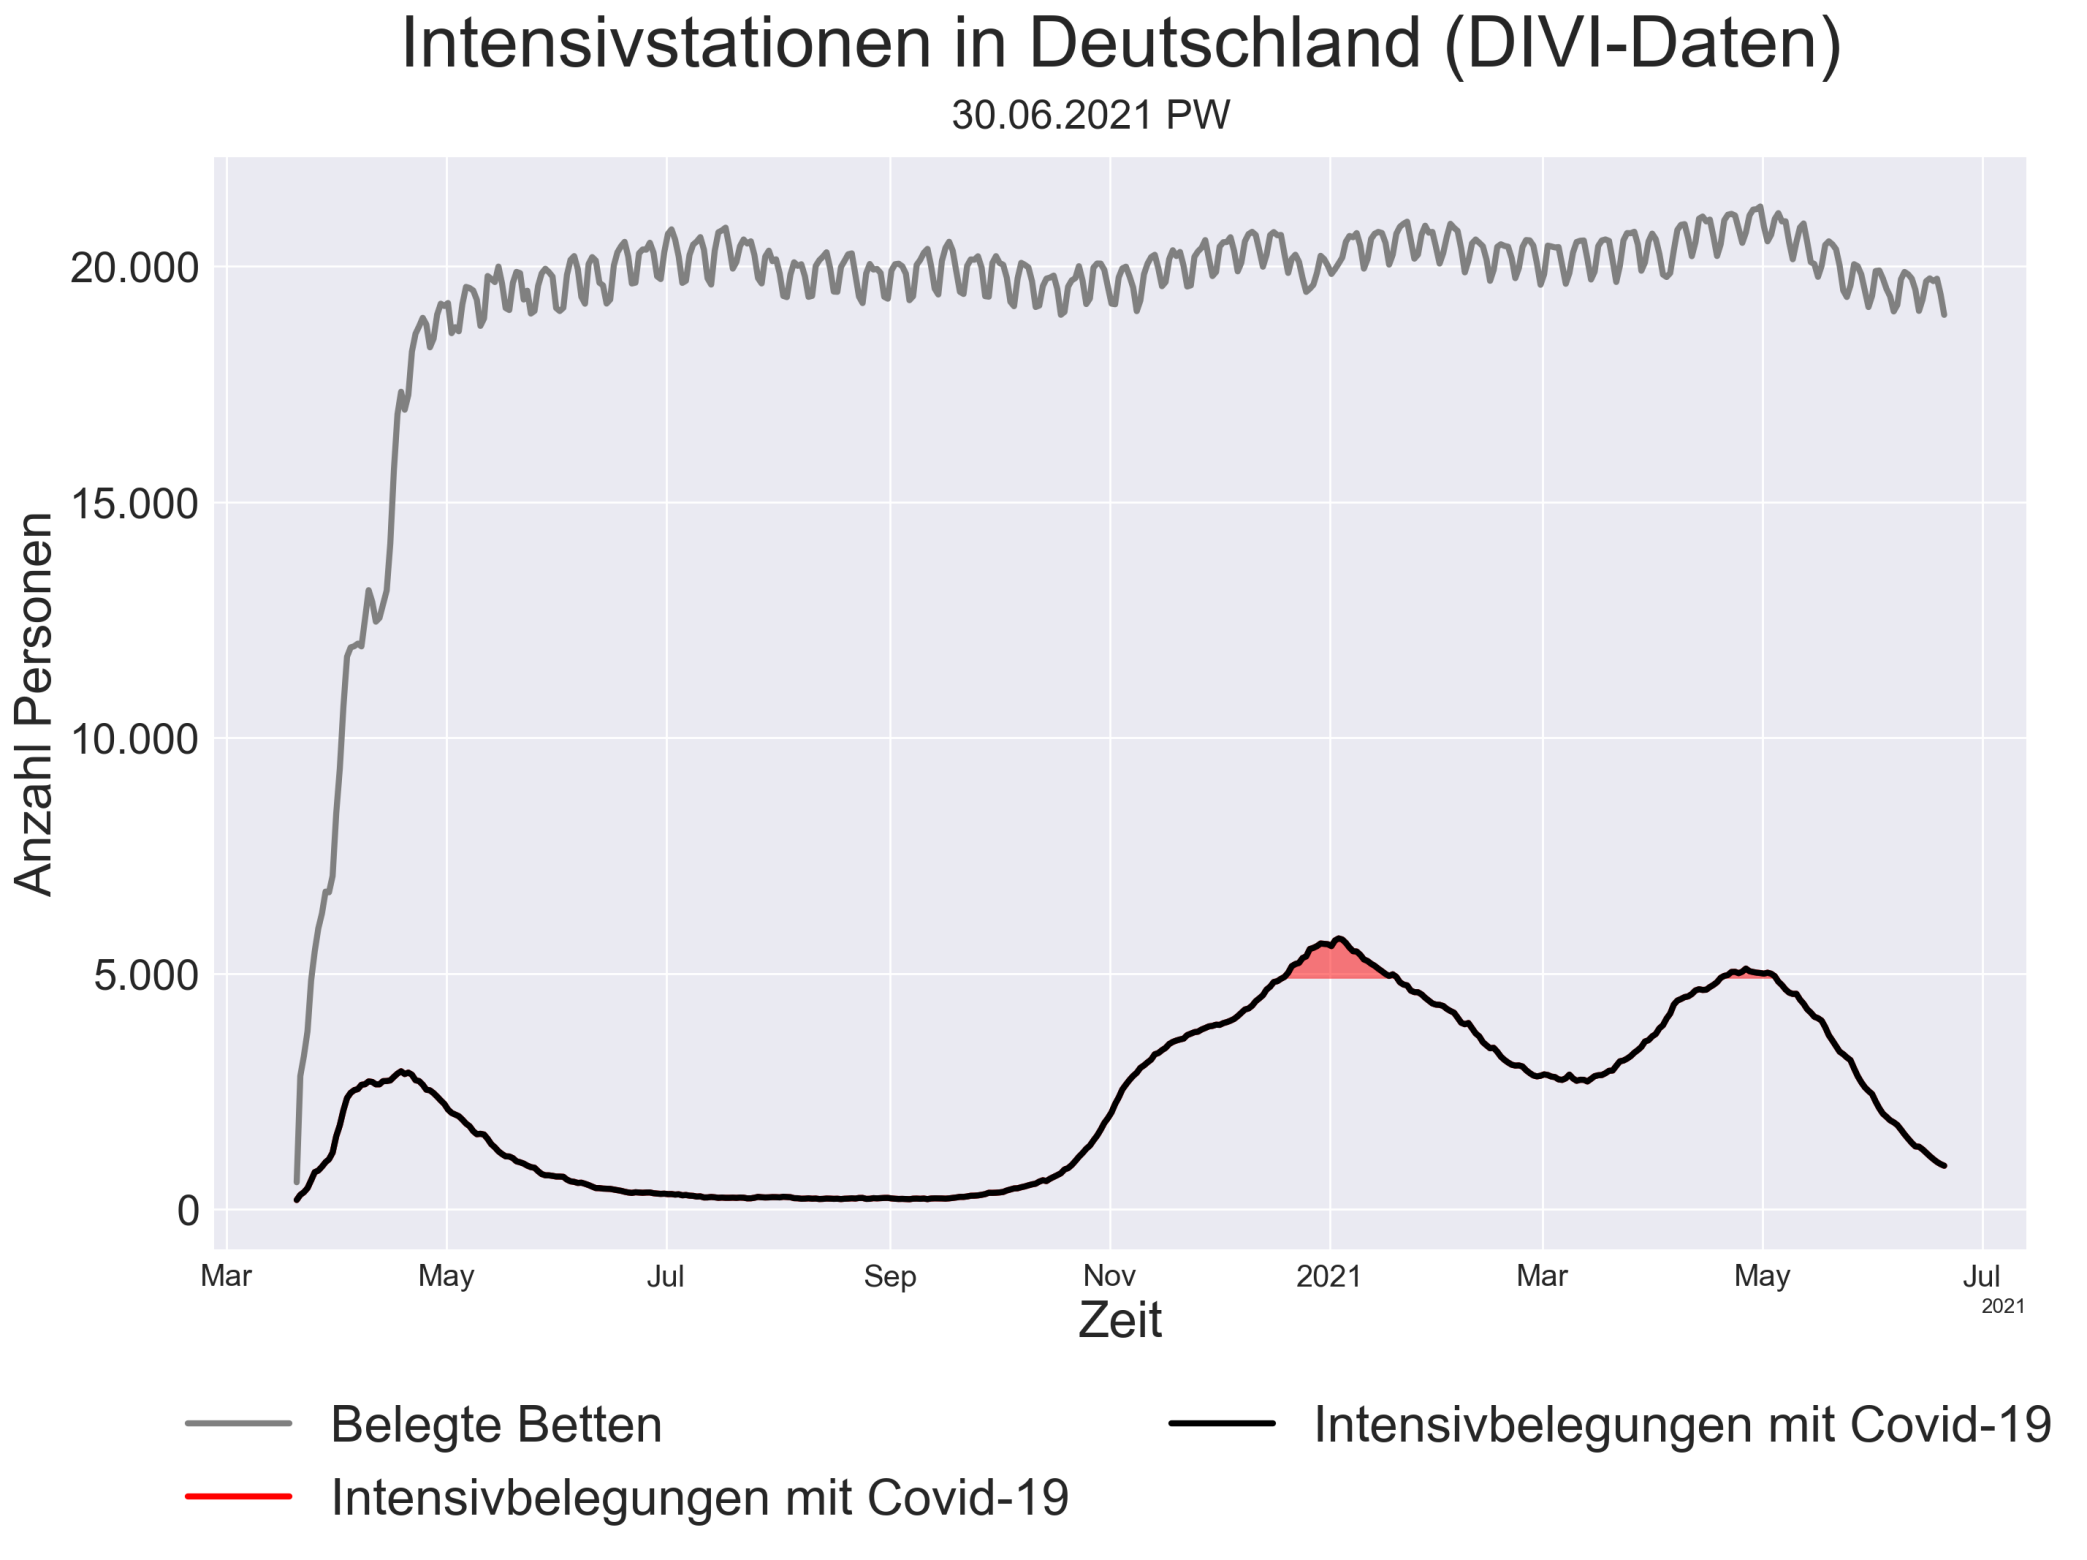 Intensivstationen in Deutschland (DIVI-Daten)
30.06.2021 PW
Anzahl Personen
20.000
15.000
10.000
5.000
0
Mar May Jul Sep Nov 2021 Mar May Jul
2021
Zeit
Belegte Betten
Intensivbelegungen mit Covid-19
Intensivbelegungen mit Covid-19